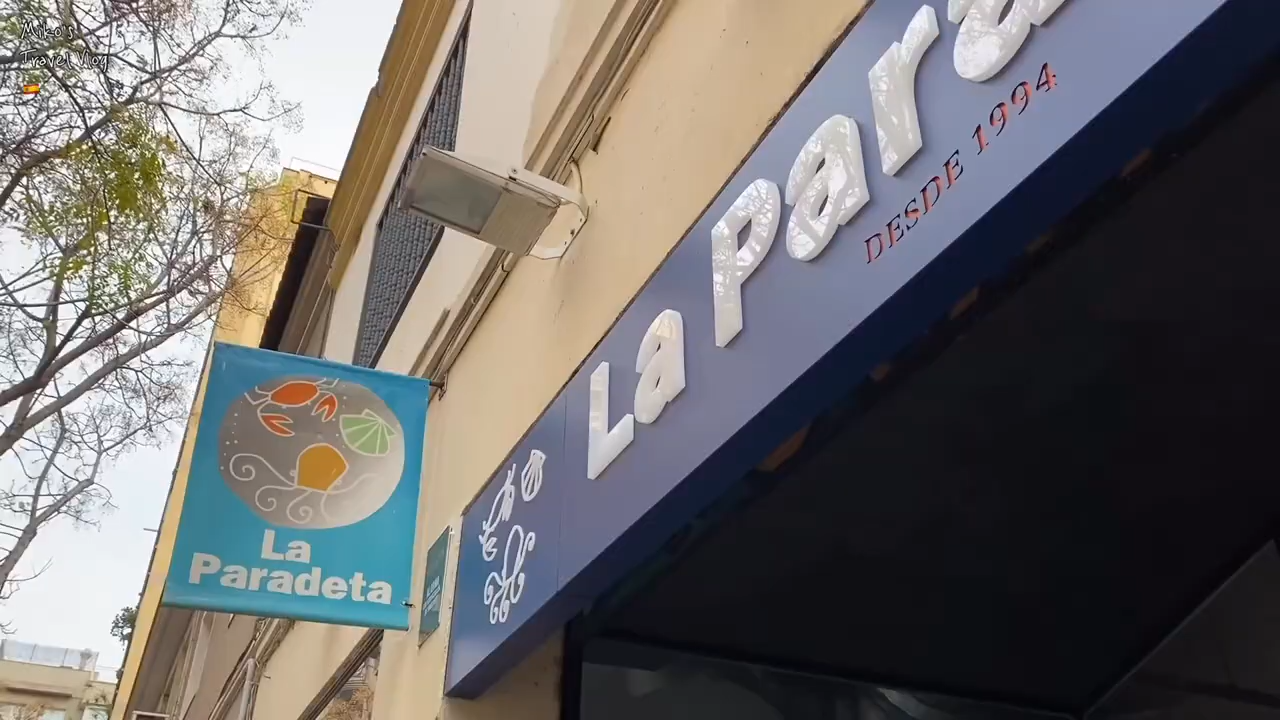 Miko's
Travel Vlog
La Para
DESDE 1994
La
Paradeta